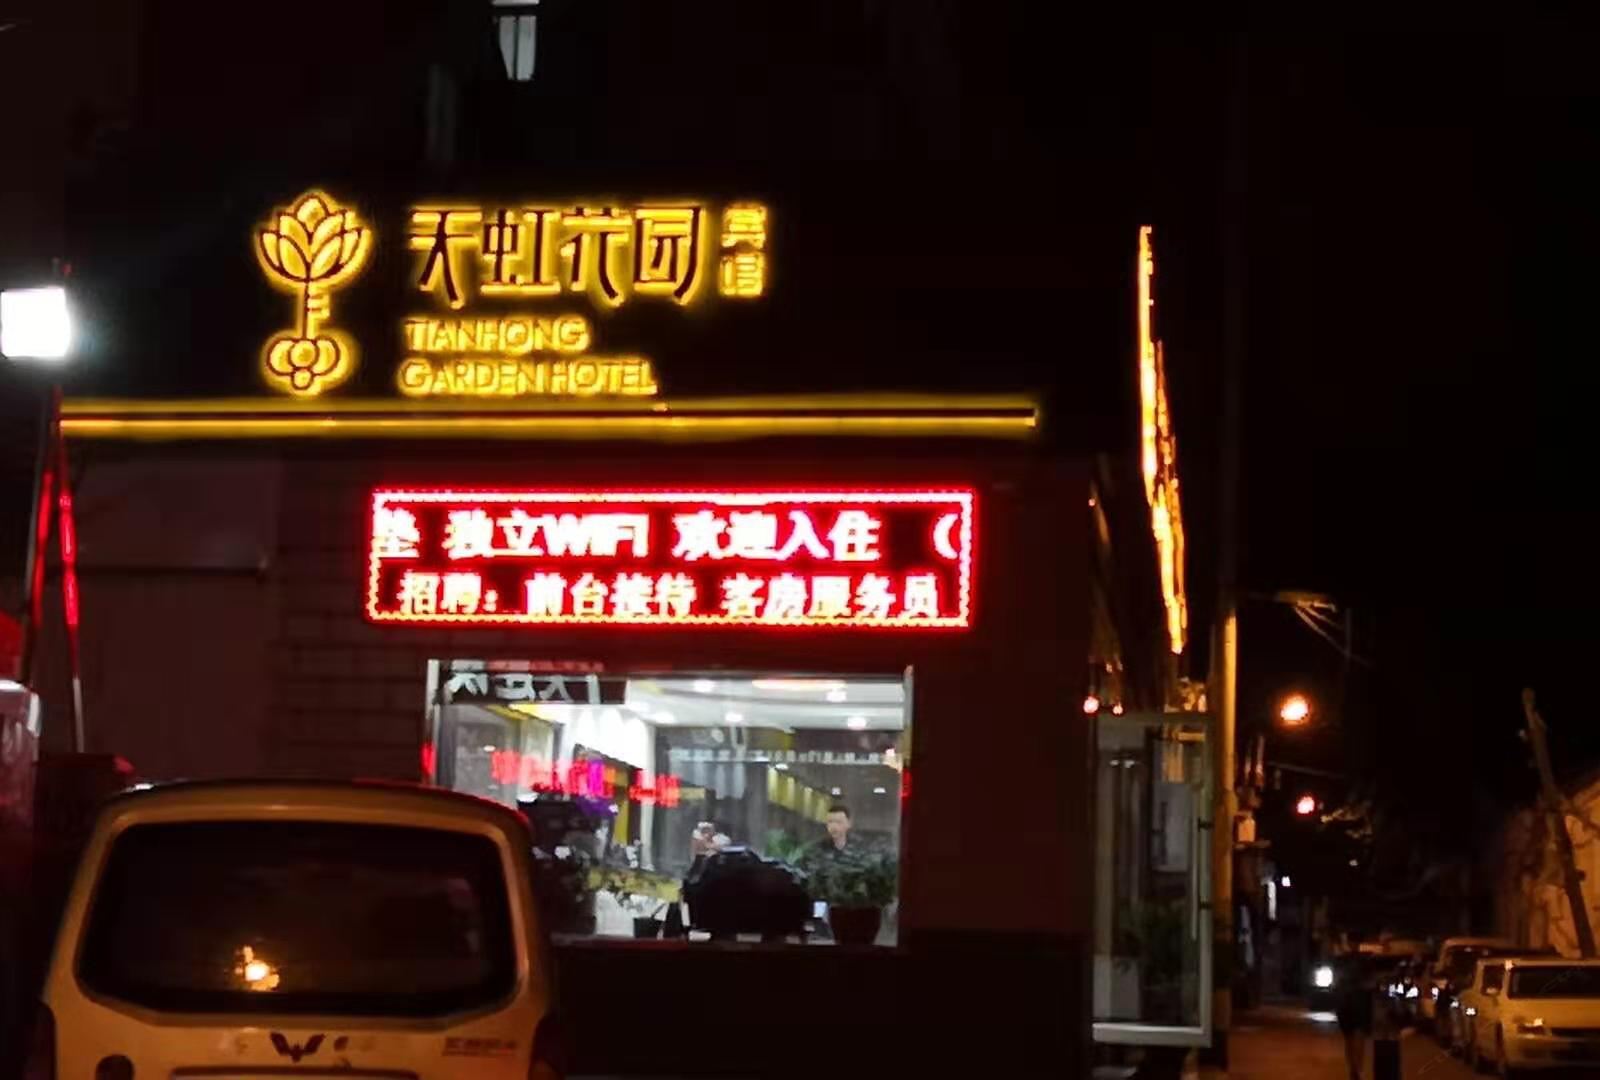 天虹花园 宾馆
TIANHONG
GARDEN HOTEL
垫 独立WIFI 欢迎入住 (
招聘：前台接待 客房服务员